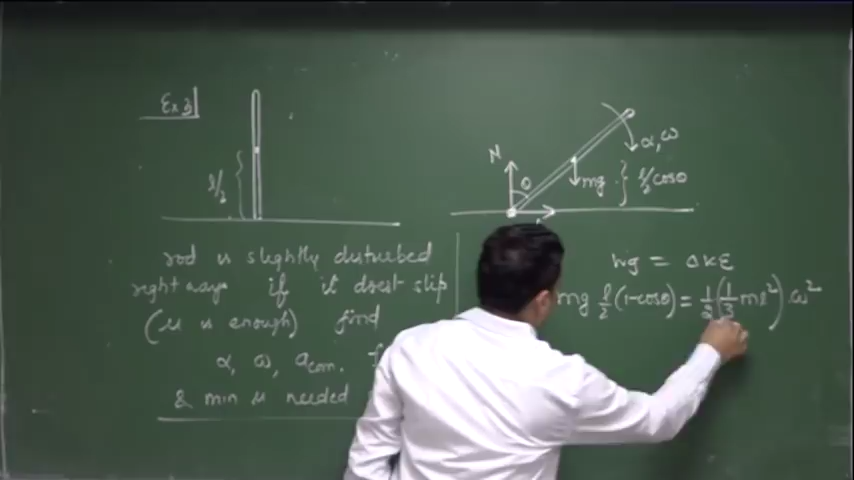 Ex 3
l/2
rod is slightly disturbed
rightways if it doesn't slip
(μ is enough) find
α, ω, a com.
& min μ needed
N
θ
mg
α, ω
l/2 cosθ
Wg = ΔKE
mg l/2 (1-cosθ) = 1/2 (1/3 ml²) ω²